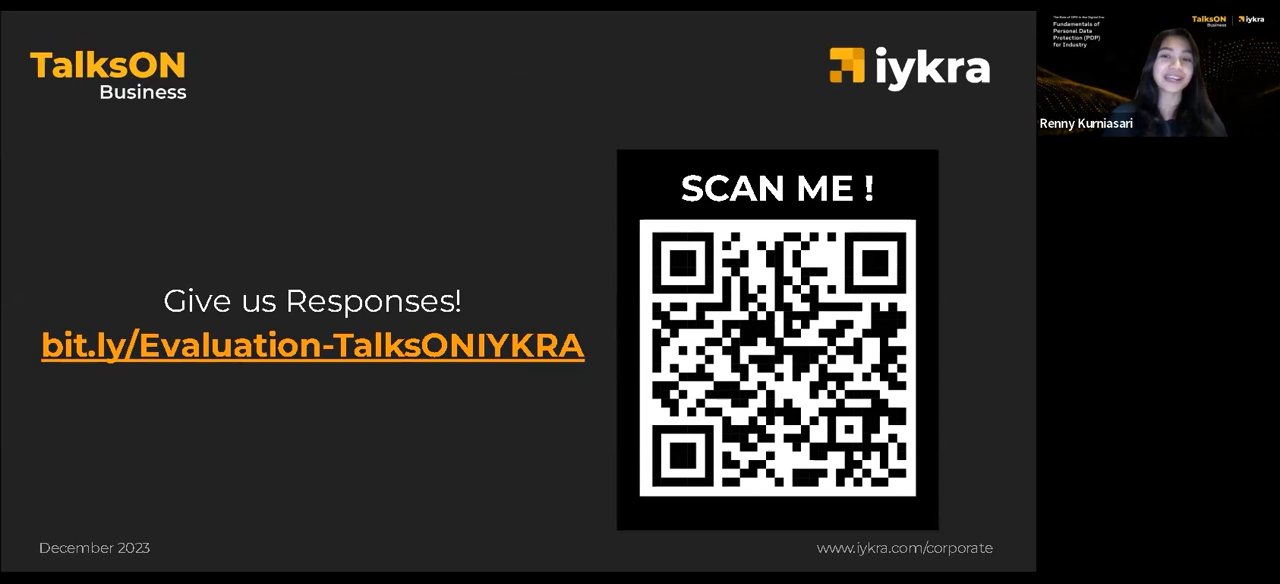 TalksON
Business
iykra
SCAN ME !
Give us Responses!
bit.ly/Evaluation-TalksONIYKRA
December 2023
www.iykra.com/corporate
Fundamentals of
Personal Data
Protection (PDP)
for Industry
TalksON
Business
iykra
Renny Kurniasari